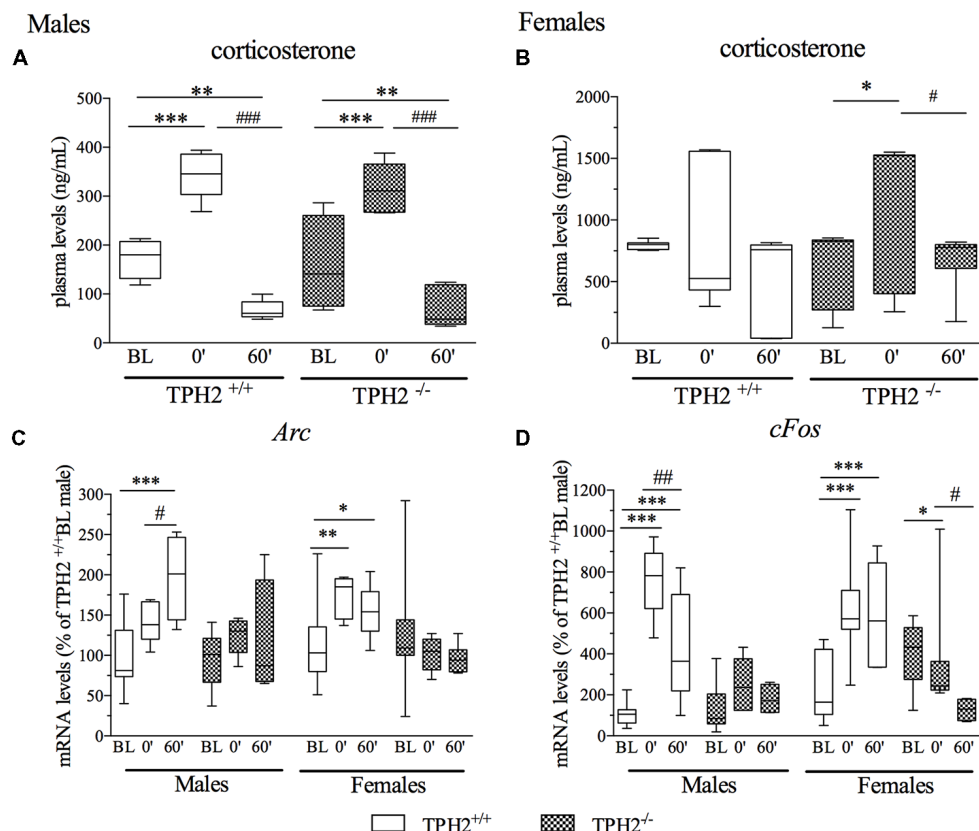 Males
Females
A
corticosterone
B
corticosterone
plasma levels (ng/mL)
500
400
300
200
100
0
** 
*** ###
**
*** ###
BL 0' 60' BL 0' 60'
TPH2 +/+ TPH2 -/-
plasma levels (ng/mL)
2000
1500
1000
500
0
* #
BL 0' 60' BL 0' 60'
TPH2 +/+ TPH2 -/-
C
Arc
D
cFos
mRNA levels (% of TPH2 +/+BL male)
300
250
200
150
100
50
0
***
#
*
**
BL 0' 60' BL 0' 60' BL 0' 60' BL 0' 60'
Males Females
mRNA levels (% of TPH2 +/+BL male)
1200
1000
800
600
400
200
0
##
***
***
***
***
* #
BL 0' 60' BL 0' 60' BL 0' 60' BL 0' 60'
Males Females
TPH2+/+ TPH2-/-